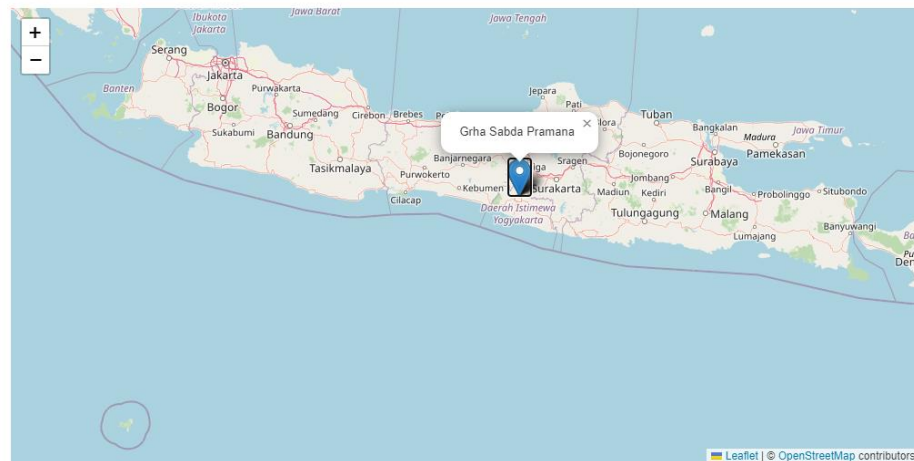 Ibukota
Jakarta
Jawa Barat
Jawa Tengah
+
−
Serang
Jakarta
Banten
Purwakarta
Bogor
Sumedang
Cirebon
Brebes
Sukabumi
Bandung
Tasikmalaya
Jepara
Pati
Tuban
Bangkalan
Madura
Jawa Timur
Grha Sabda Pramana
×
Bojonegoro
Surabaya
Pamekasan
Banjarnegara
Sragen
Purwokerto
Jombang
Kebumen
Surakarta
Madiun
Kediri
Bangil
Probolinggo
Situbondo
Cilacap
Daerah Istimewa
Yogyakarta
Tulungagung
Malang
Lumajang
Banyuwangi
Leaflet | © OpenStreetMap contributors